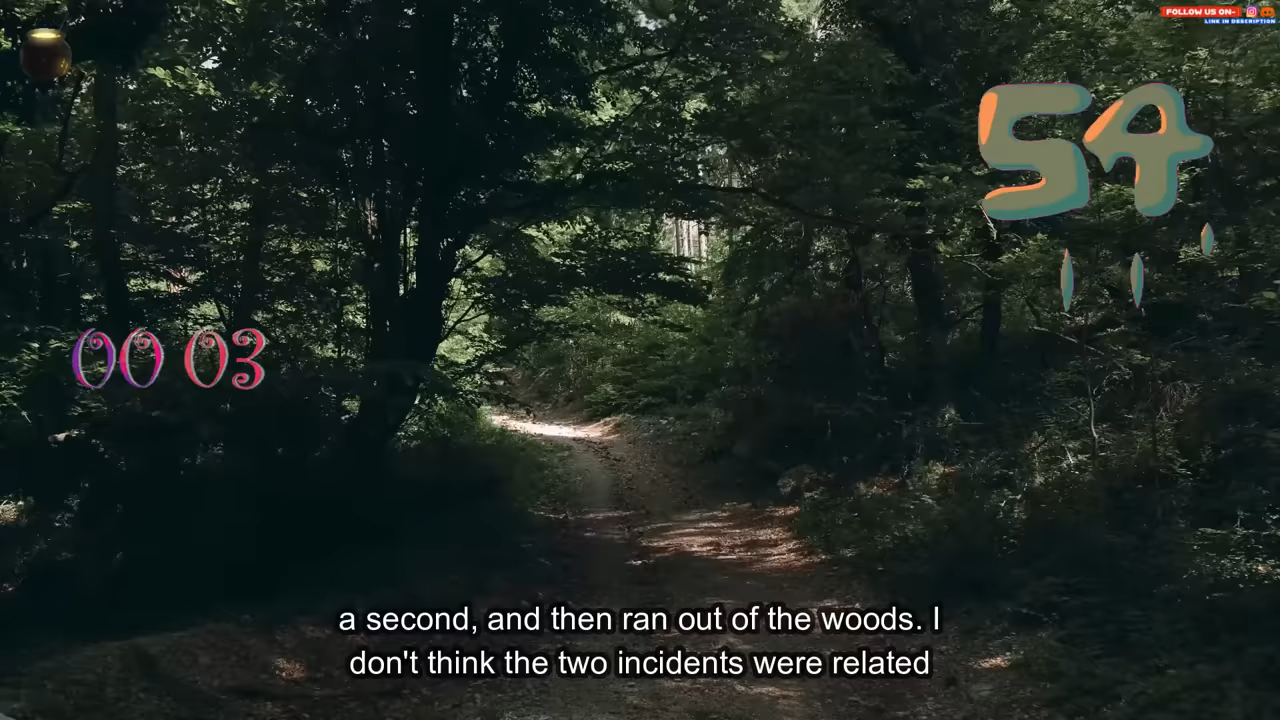 FOLLOW US ON-
LINK IN DESCRIPTION
54
00 03
a second, and then ran out of the woods. I
don't think the two incidents were related